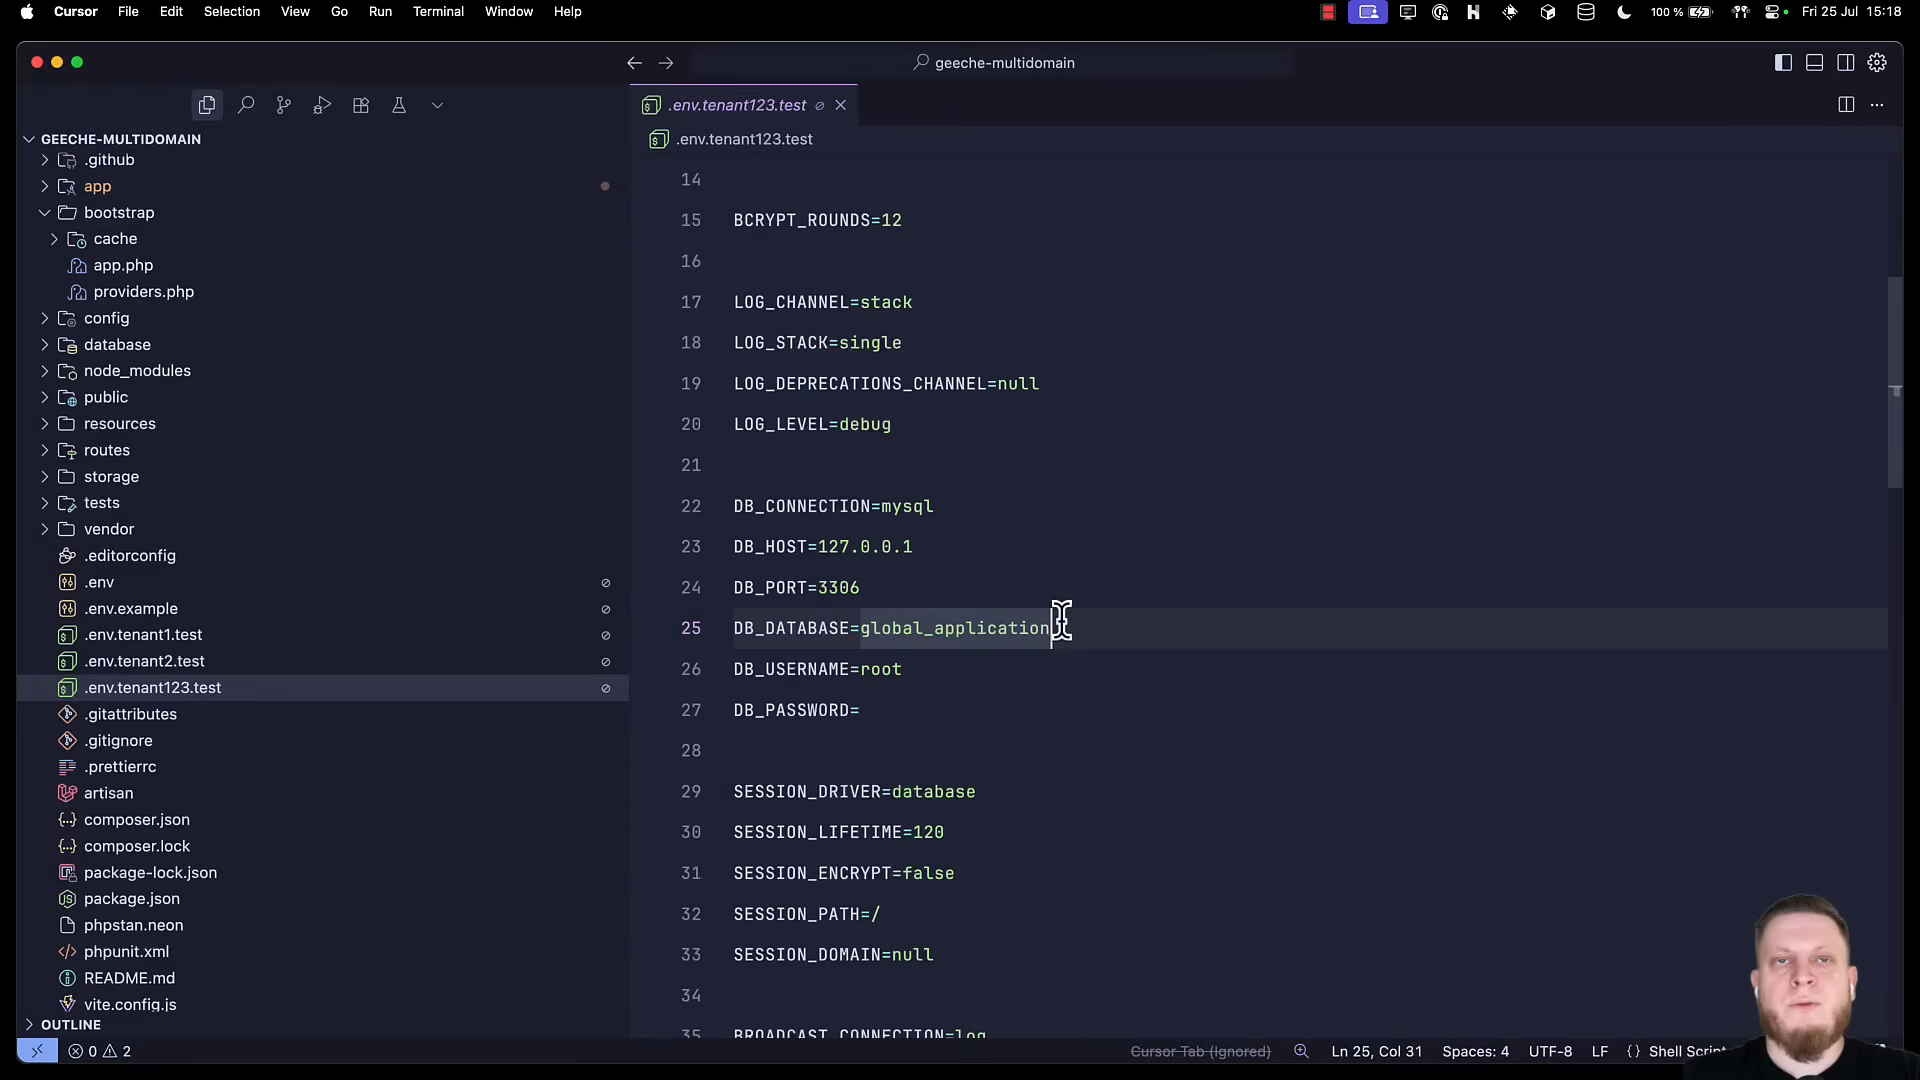 Cursor File Edit Selection View Go Run Terminal Window Help
100 % Fri 25 Jul 15:18
geeche-multidomain
.env.tenant123.test
.env.tenant123.test
GEECHE-MULTIDOMAIN
.github
app
bootstrap
cache
app.php
providers.php
config
database
node_modules
public
resources
routes
storage
tests
vendor
.editorconfig
.env
.env.example
.env.tenant1.test
.env.tenant2.test
.env.tenant123.test
.gitattributes
.gitignore
.prettierrc
artisan
composer.json
composer.lock
package-lock.json
package.json
phpstan.neon
phpunit.xml
README.md
vite.config.js
OUTLINE
14
15 BCRYPT_ROUNDS=12
16
17 LOG_CHANNEL=stack
18 LOG_STACK=single
19 LOG_DEPRECATIONS_CHANNEL=null
20 LOG_LEVEL=debug
21
22 DB_CONNECTION=mysql
23 DB_HOST=127.0.0.1
24 DB_PORT=3306
25 DB_DATABASE=global_application
26 DB_USERNAME=root
27 DB_PASSWORD=
28
29 SESSION_DRIVER=database
30 SESSION_LIFETIME=120
31 SESSION_ENCRYPT=false
32 SESSION_PATH=/
33 SESSION_DOMAIN=null
34
35 BROADCAST_CONNECTION=log
0 2 Cursor Tab (Ignored) Ln 25, Col 31 Spaces: 4 UTF-8 LF {} Shell Script